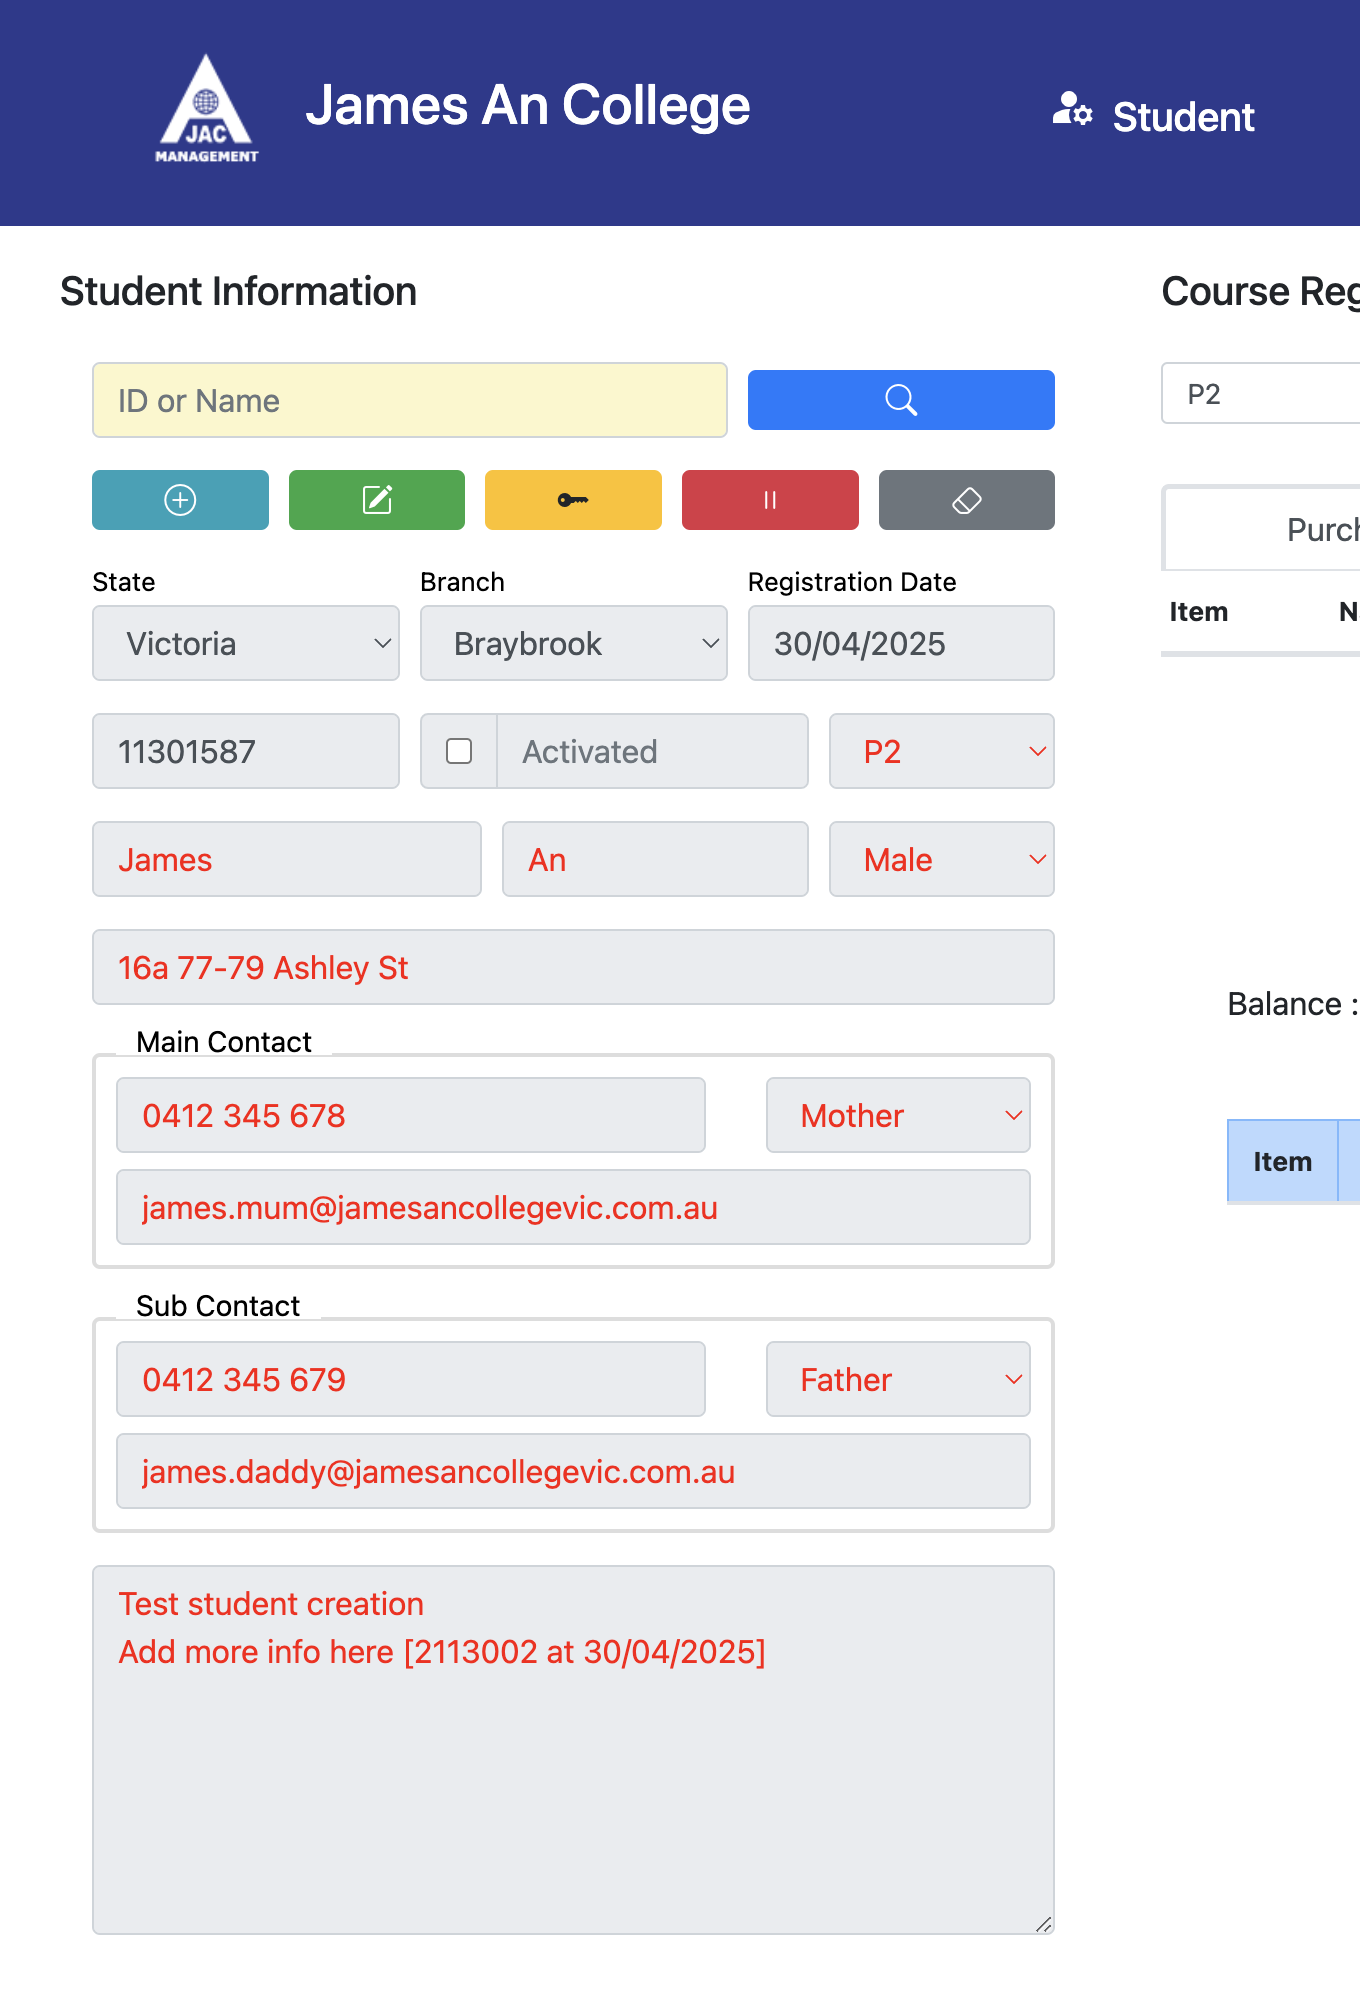 JAC
MANAGEMENT
James An College
Student
Student Information
Course Reg
ID or Name
P2
Purch
State
Branch
Registration Date
Item
N
Victoria
Braybrook
30/04/2025
11301587
Activated
P2
James
An
Male
16a 77-79 Ashley St
Balance :
Main Contact
0412 345 678
Mother
Item
james.mum@jamesancollegevic.com.au
Sub Contact
0412 345 679
Father
james.daddy@jamesancollegevic.com.au
Test student creation
Add more info here [2113002 at 30/04/2025]